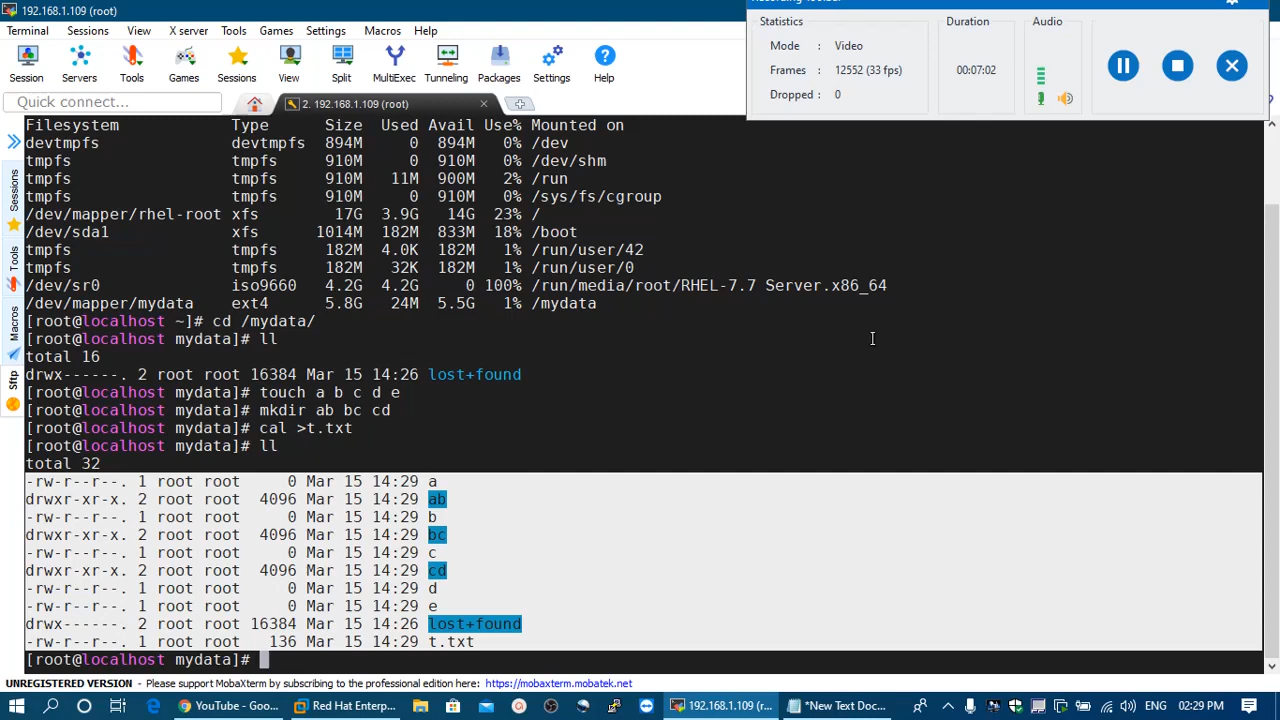 192.168.1.109 (root)
Terminal Sessions View X server Tools Games Settings Macros Help
Session Servers Tools Games Sessions View Split MultiExec Tunneling Packages Settings Help
Quick connect...
2. 192.168.1.109 (root)
Statistics Duration Audio
Mode : Video
Frames : 12552 (33 fps) 00:07:02
Dropped : 0
Sessions
Tools
Macros
Sftp
Filesystem Type Size Used Avail Use% Mounted on
devtmpfs devtmpfs 894M 0 894M 0% /dev
tmpfs tmpfs 910M 0 910M 0% /dev/shm
tmpfs tmpfs 910M 11M 900M 2% /run
tmpfs tmpfs 910M 0 910M 0% /sys/fs/cgroup
/dev/mapper/rhel-root xfs 17G 3.9G 14G 23% /
/dev/sda1 xfs 1014M 182M 833M 18% /boot
tmpfs tmpfs 182M 4.0K 182M 1% /run/user/42
tmpfs tmpfs 182M 32K 182M 1% /run/user/0
/dev/sr0 iso9660 4.2G 4.2G 0 100% /run/media/root/RHEL-7.7 Server.x86_64
/dev/mapper/mydata ext4 5.8G 24M 5.5G 1% /mydata
[root@localhost ~]# cd /mydata/
[root@localhost mydata]# ll
total 16
drwx------. 2 root root 16384 Mar 15 14:26 lost+found
[root@localhost mydata]# touch a b c d e
[root@localhost mydata]# mkdir ab bc cd
[root@localhost mydata]# cal >t.txt
[root@localhost mydata]# ll
total 32
-rw-r--r--. 1 root root 0 Mar 15 14:29 a
drwxr-xr-x. 2 root root 4096 Mar 15 14:29 ab
-rw-r--r--. 1 root root 0 Mar 15 14:29 b
drwxr-xr-x. 2 root root 4096 Mar 15 14:29 bc
-rw-r--r--. 1 root root 0 Mar 15 14:29 c
drwxr-xr-x. 2 root root 4096 Mar 15 14:29 cd
-rw-r--r--. 1 root root 0 Mar 15 14:29 d
-rw-r--r--. 1 root root 0 Mar 15 14:29 e
drwx------. 2 root root 16384 Mar 15 14:26 lost+found
-rw-r--r--. 1 root root 136 Mar 15 14:29 t.txt
[root@localhost mydata]#
UNREGISTERED VERSION - Please support MobaXterm by subscribing to the professional edition here: https://mobaxterm.mobatek.net
YouTube - Goo... Red Hat Enterp... 192.168.1.109 (r... *New Text Doc... ENG 02:29 PM